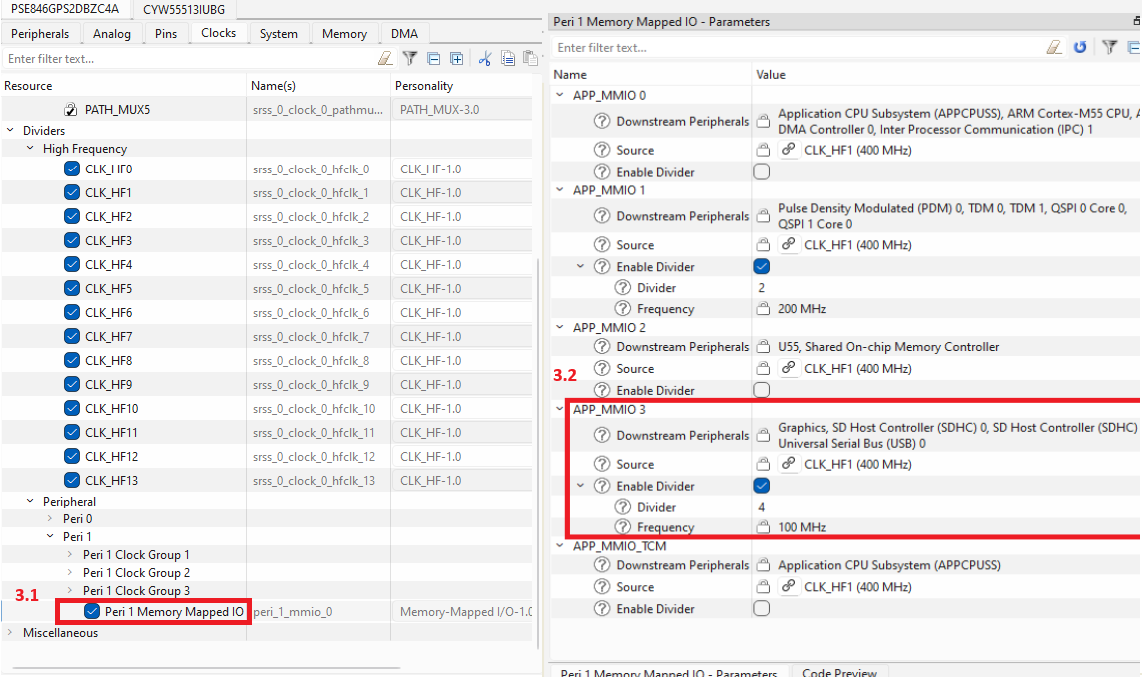 PSE846GPS2DBZC4A CYW55513IUBG
Peripherals Analog Pins Clocks System Memory DMA
Enter filter text...
Resource Name(s) Personality
PATH_MUX5 srss_0_clock_0_pathmu... PATH_MUX-3.0
Dividers
High Frequency
CLK_HF0 srss_0_clock_0_hfclk_0 CLK_HF-1.0
CLK_HF1 srss_0_clock_0_hfclk_1 CLK_HF-1.0
CLK_HF2 srss_0_clock_0_hfclk_2 CLK_HF-1.0
CLK_HF3 srss_0_clock_0_hfclk_3 CLK_HF-1.0
CLK_HF4 srss_0_clock_0_hfclk_4 CLK_HF-1.0
CLK_HF5 srss_0_clock_0_hfclk_5 CLK_HF-1.0
CLK_HF6 srss_0_clock_0_hfclk_6 CLK_HF-1.0
CLK_HF7 srss_0_clock_0_hfclk_7 CLK_HF-1.0
CLK_HF8 srss_0_clock_0_hfclk_8 CLK_HF-1.0
CLK_HF9 srss_0_clock_0_hfclk_9 CLK_HF-1.0
CLK_HF10 srss_0_clock_0_hfclk_10 CLK_HF-1.0
CLK_HF11 srss_0_clock_0_hfclk_11 CLK_HF-1.0
CLK_HF12 srss_0_clock_0_hfclk_12 CLK_HF-1.0
CLK_HF13 srss_0_clock_0_hfclk_13 CLK_HF-1.0
Peripheral
Peri 0
Peri 1
Peri 1 Clock Group 1
Peri 1 Clock Group 2
Peri 1 Clock Group 3
3.1
Peri 1 Memory Mapped IO peri_1_mmio_0 Memory-Mapped I/O-1.0
Miscellaneous
Peri 1 Memory Mapped IO - Parameters
Enter filter text...
Name Value
APP_MMIO 0
Downstream Peripherals Application CPU Subsystem (APPCPUSS), ARM Cortex-M55 CPU, A
DMA Controller 0, Inter Processor Communication (IPC) 1
Source CLK_HF1 (400 MHz)
Enable Divider
APP_MMIO 1
Downstream Peripherals Pulse Density Modulated (PDM) 0, TDM 0, TDM 1, QSPI 0 Core 0,
QSPI 1 Core 0
Source CLK_HF1 (400 MHz)
Enable Divider
Divider 2
Frequency 200 MHz
APP_MMIO 2
Downstream Peripherals U55, Shared On-chip Memory Controller
Source CLK_HF1 (400 MHz)
3.2
Enable Divider
APP_MMIO 3
Downstream Peripherals Graphics, SD Host Controller (SDHC) 0, SD Host Controller (SDHC)
Universal Serial Bus (USB) 0
Source CLK_HF1 (400 MHz)
Enable Divider
Divider 4
Frequency 100 MHz
APP_MMIO_TCM
Downstream Peripherals Application CPU Subsystem (APPCPUSS)
Source CLK_HF1 (400 MHz)
Enable Divider
Peri 1 Memory Mapped IO - Parameters Code Preview